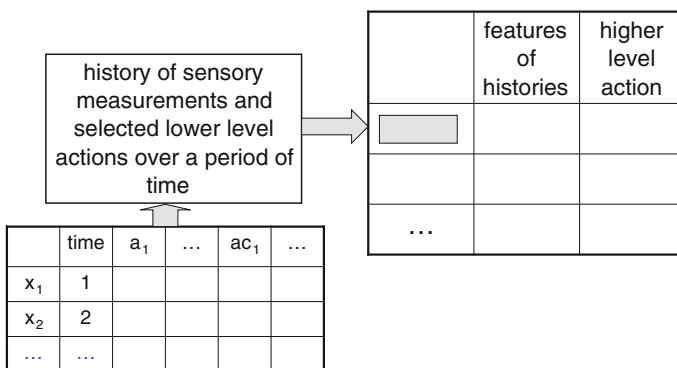 history of sensory
measurements and
selected lower level
actions over a period of
time
features
of
histories
higher
level
action
…
time a₁ … ac₁ …
x₁ 1
x₂ 2
… …